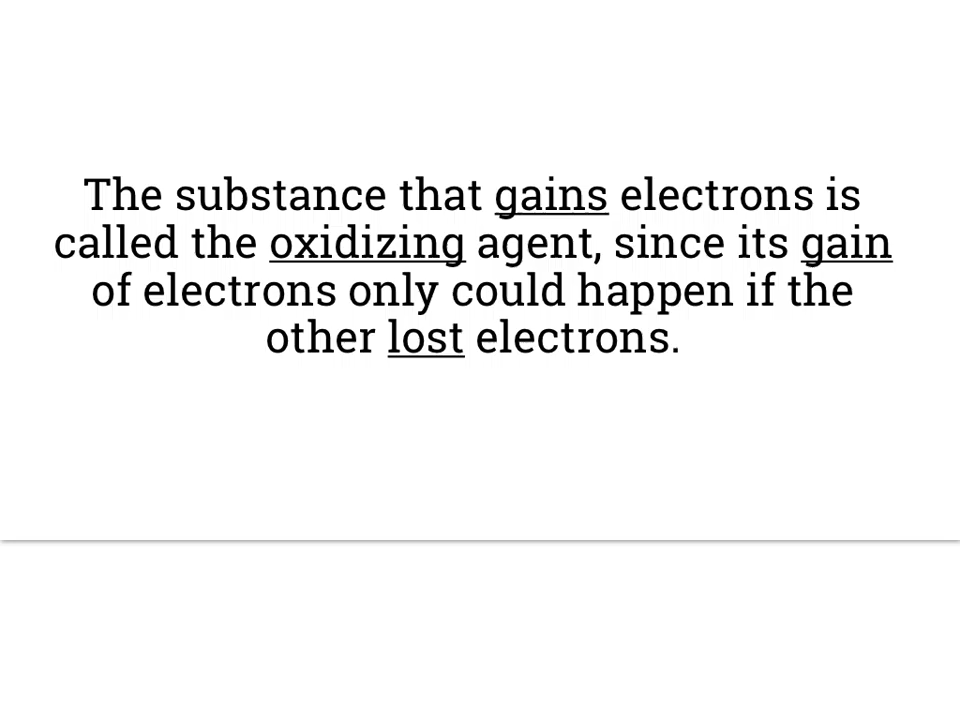 The substance that gains electrons is
called the oxidizing agent, since its gain
of electrons only could happen if the
other lost electrons.